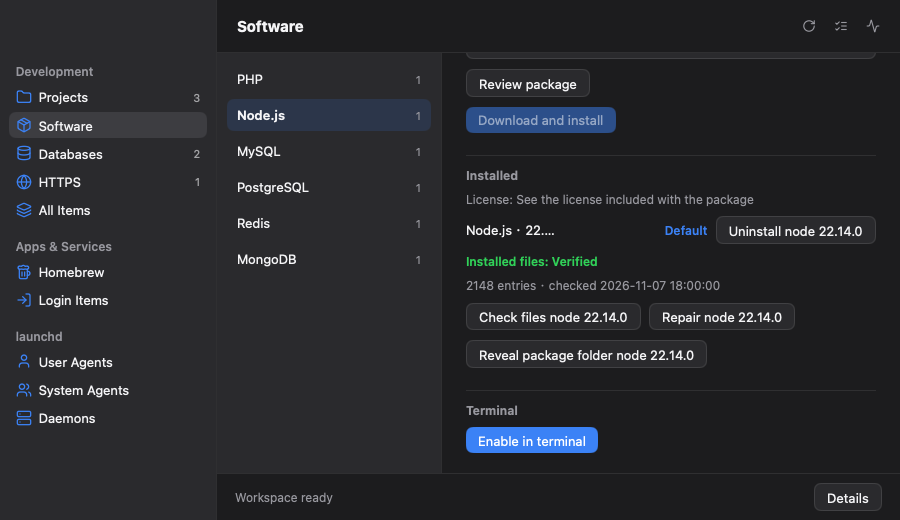 Software
Development
Projects 3
Software
Databases 2
HTTPS 1
All Items
Apps & Services
Homebrew
Login Items
launchd
User Agents
System Agents
Daemons
PHP 1
Node.js 1
MySQL 1
PostgreSQL 1
Redis 1
MongoDB 1
Review package
Download and install
Installed
License: See the license included with the package
Node.js · 22.... Default Uninstall node 22.14.0
Installed files: Verified
2148 entries · checked 2026-11-07 18:00:00
Check files node 22.14.0 Repair node 22.14.0
Reveal package folder node 22.14.0
Terminal
Enable in terminal
Workspace ready Details